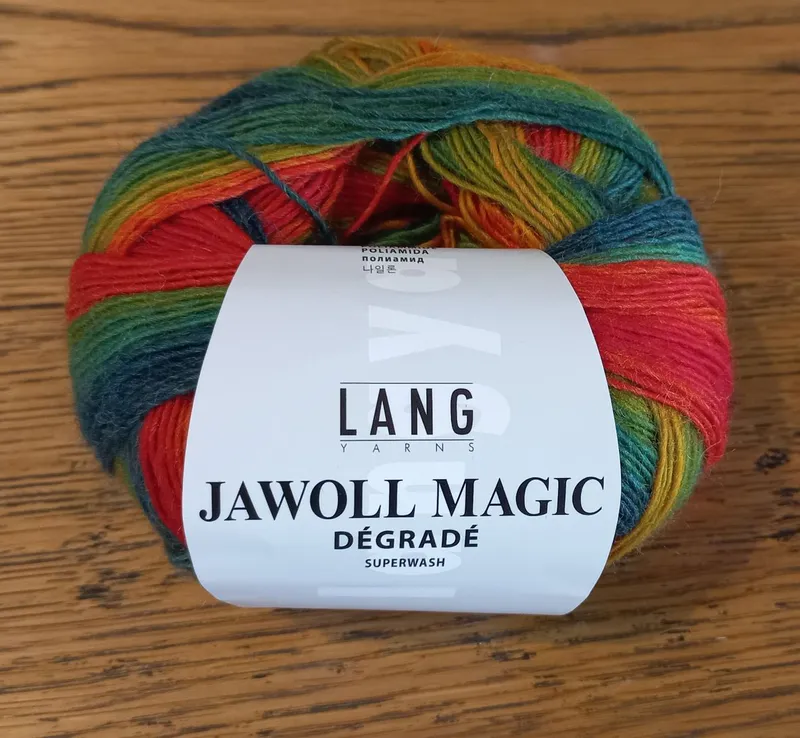 POLIAMIDA
полиамид
나일론
LANG
YARNS
JAWOLL MAGIC
DÉGRADÉ
SUPERWASH